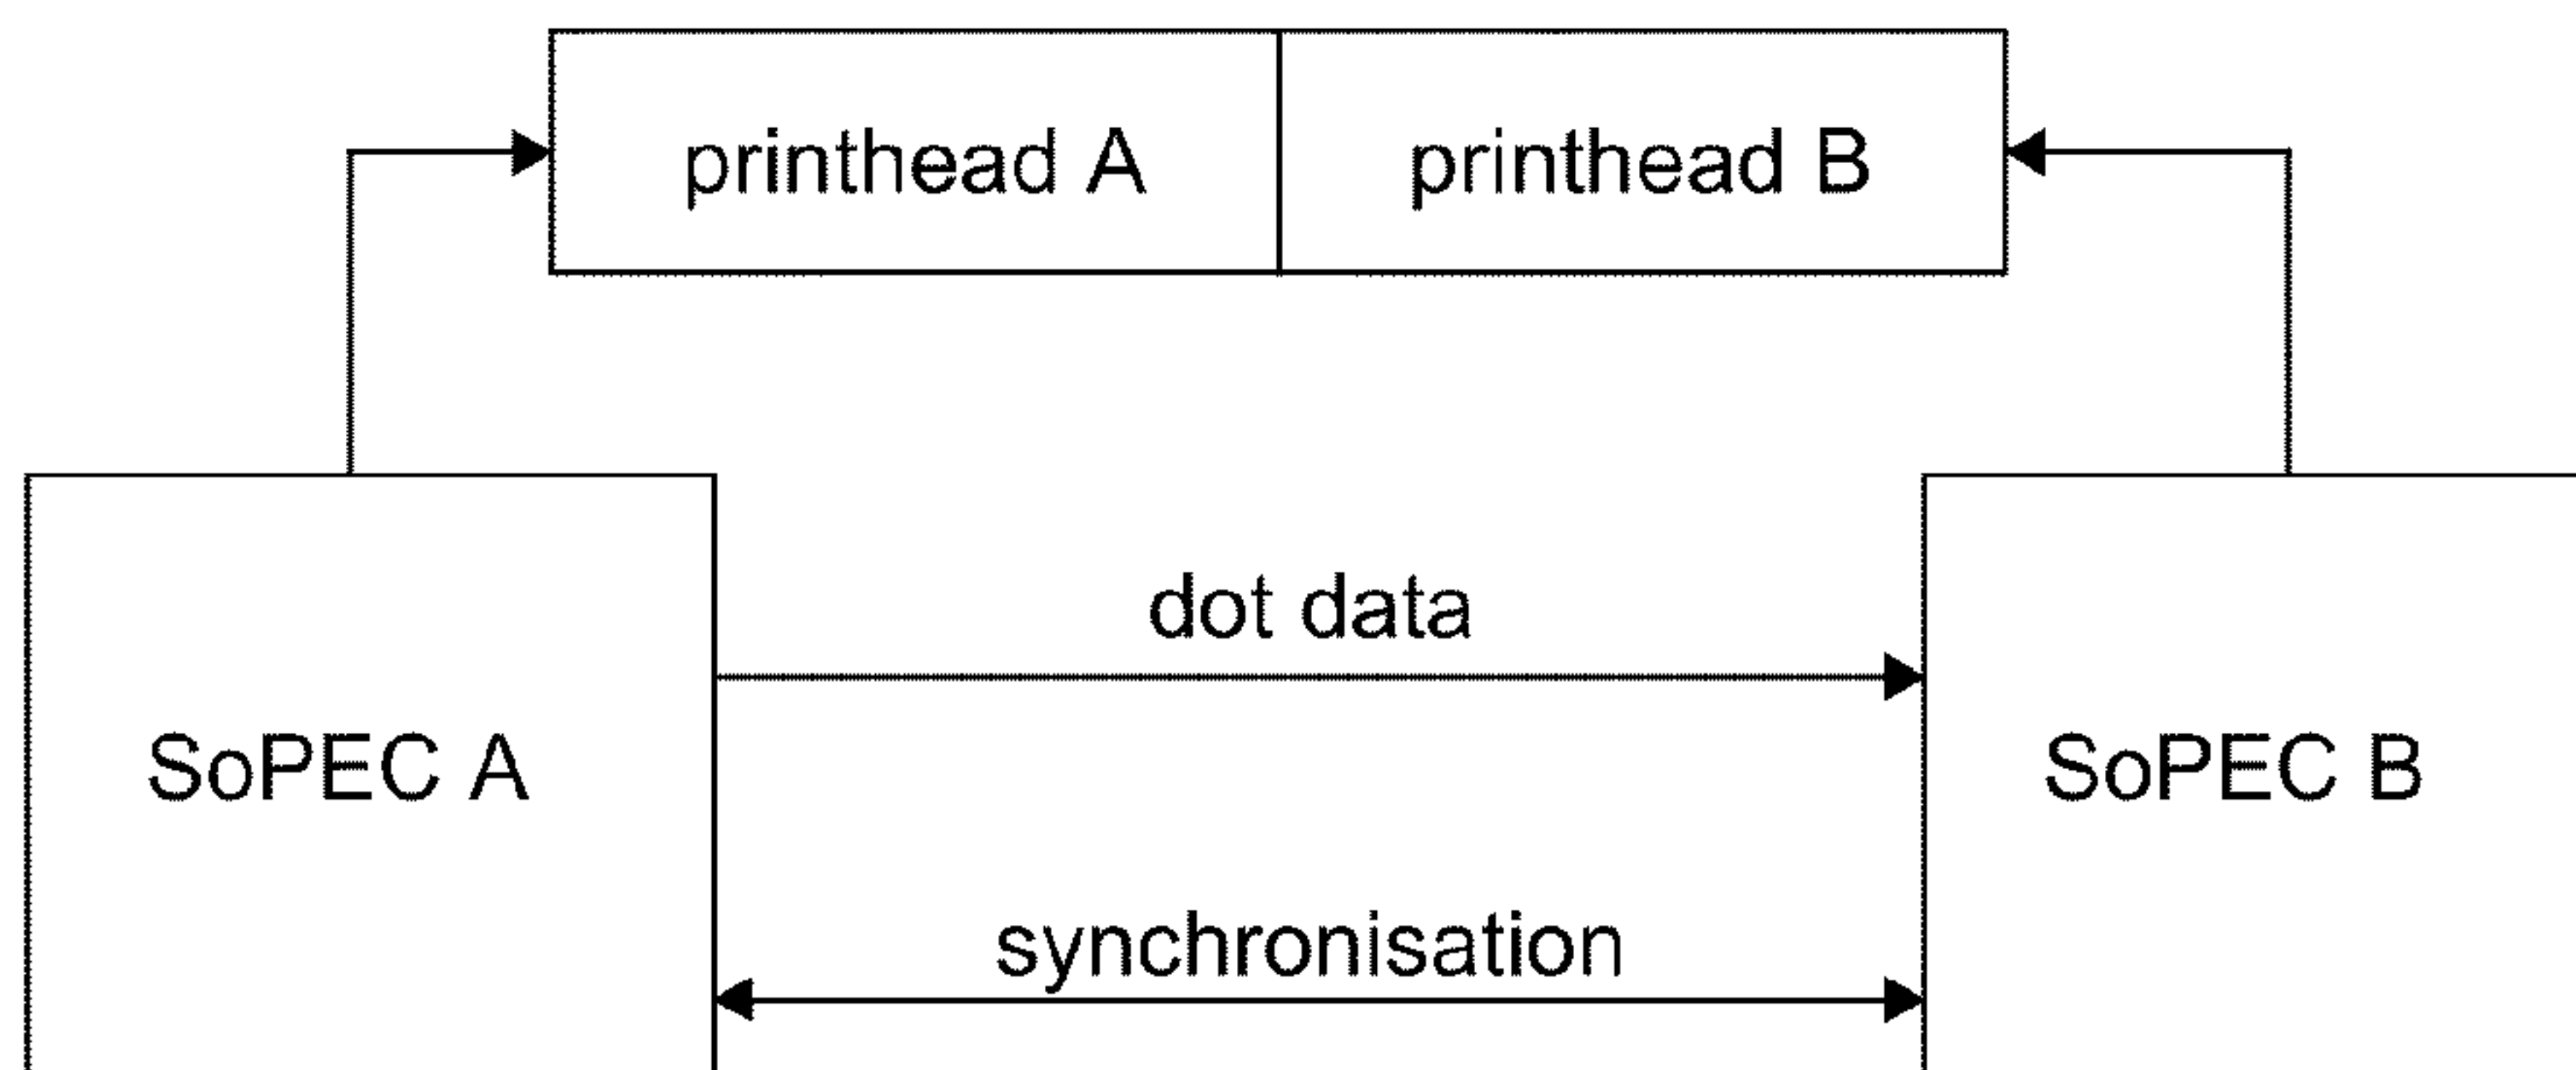 printhead A
printhead B
dot data
SoPEC A
SoPEC B
synchronisation